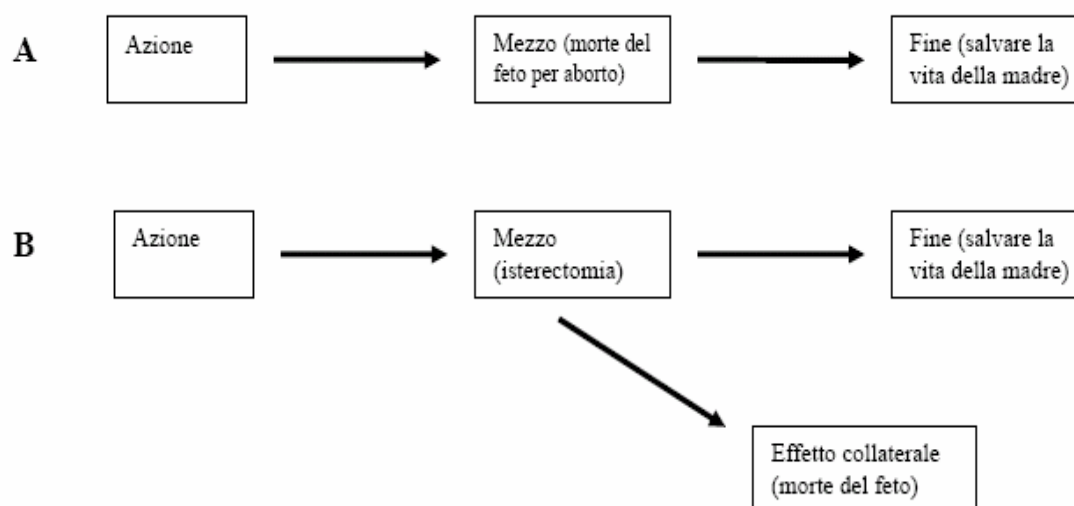 A
Azione
Mezzo (morte del
feto per aborto)
Fine (salvare la
vita della madre)
B
Azione
Mezzo
(isterectomia)
Fine (salvare la
vita della madre)
Effetto collaterale
(morte del feto)